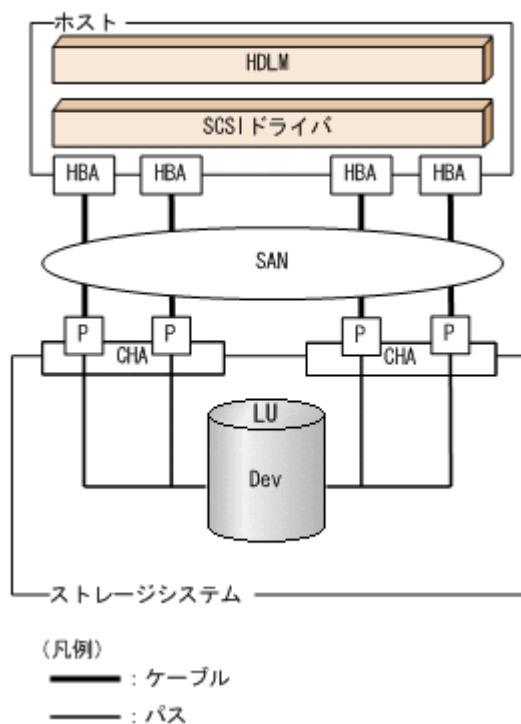 ホスト
HDLM
SCSIドライバ
HBA
HBA
HBA
HBA
SAN
P
P
P
P
CHA
CHA
LU
Dev
ストレージシステム
(凡例)
:ケーブル
:パス